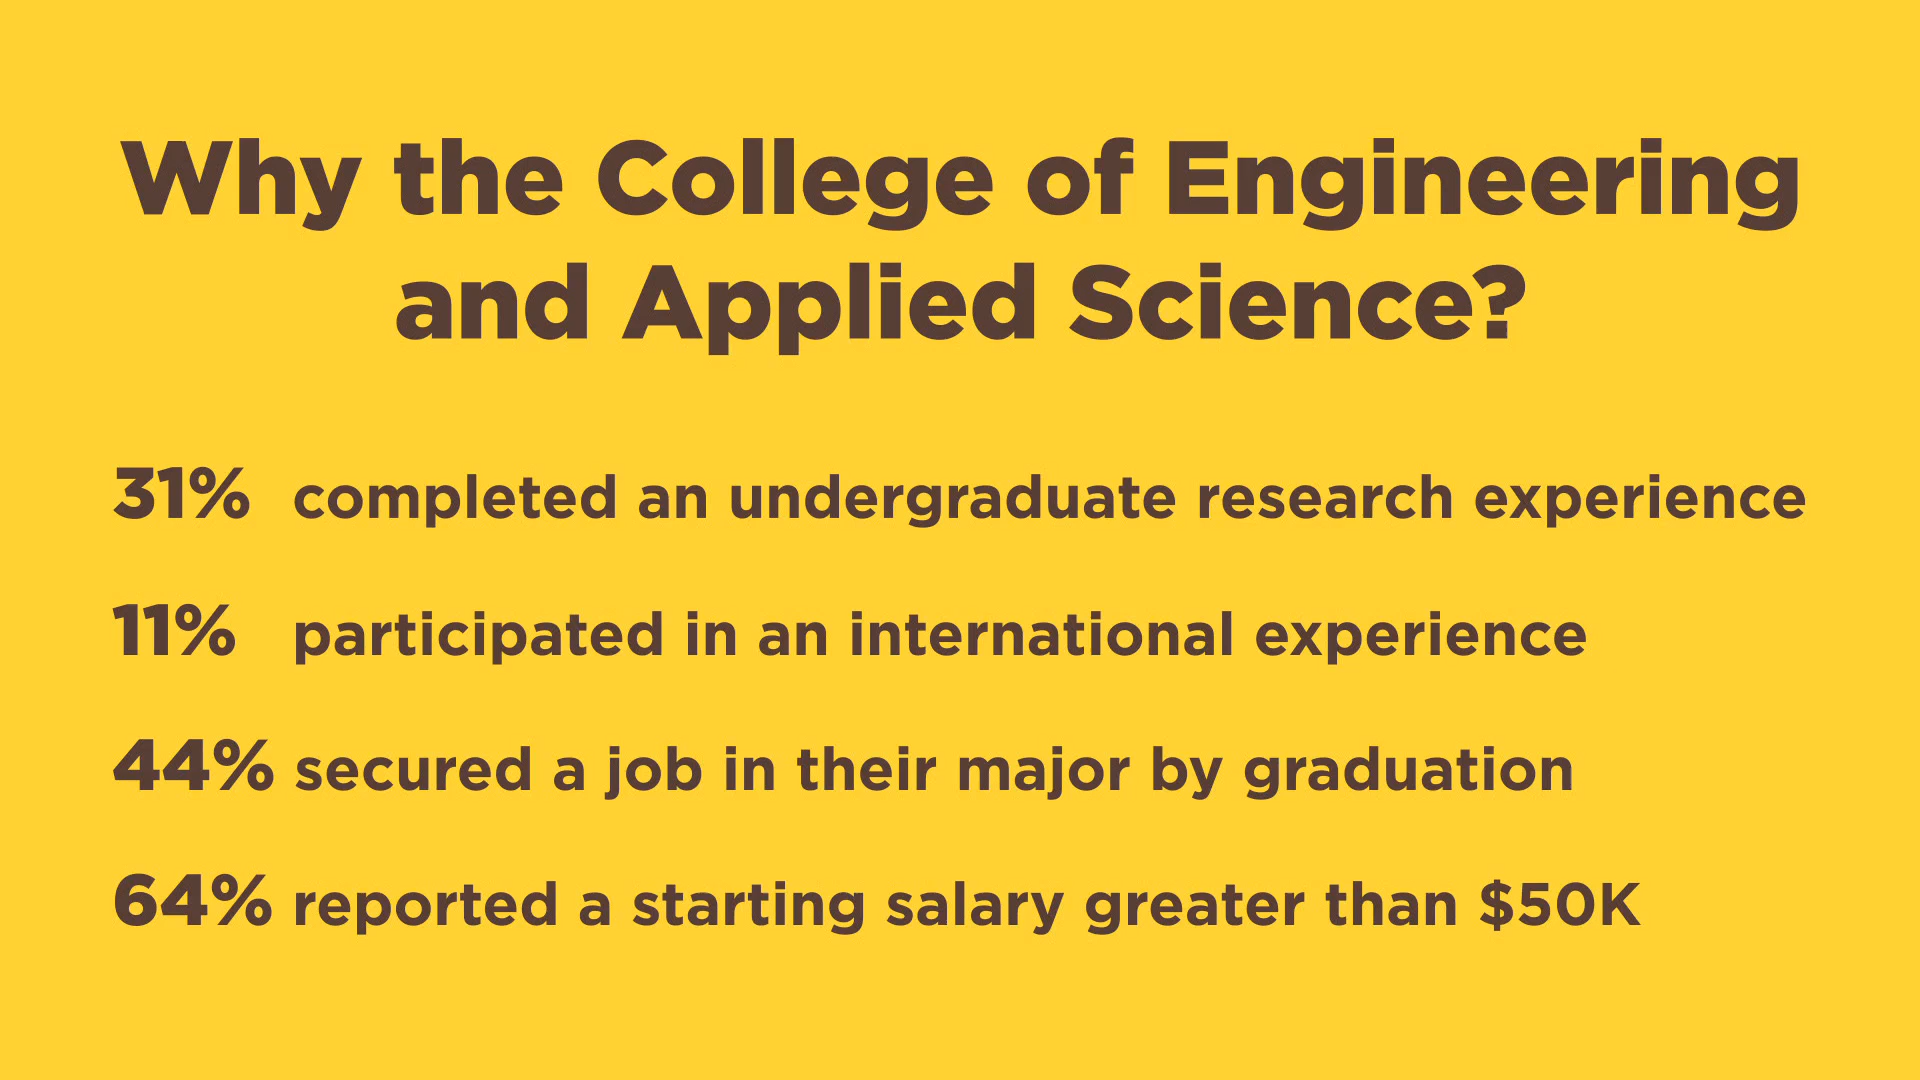 Why the College of Engineering
and Applied Science?
31% completed an undergraduate research experience
11% participated in an international experience
44% secured a job in their major by graduation
64% reported a starting salary greater than $50K